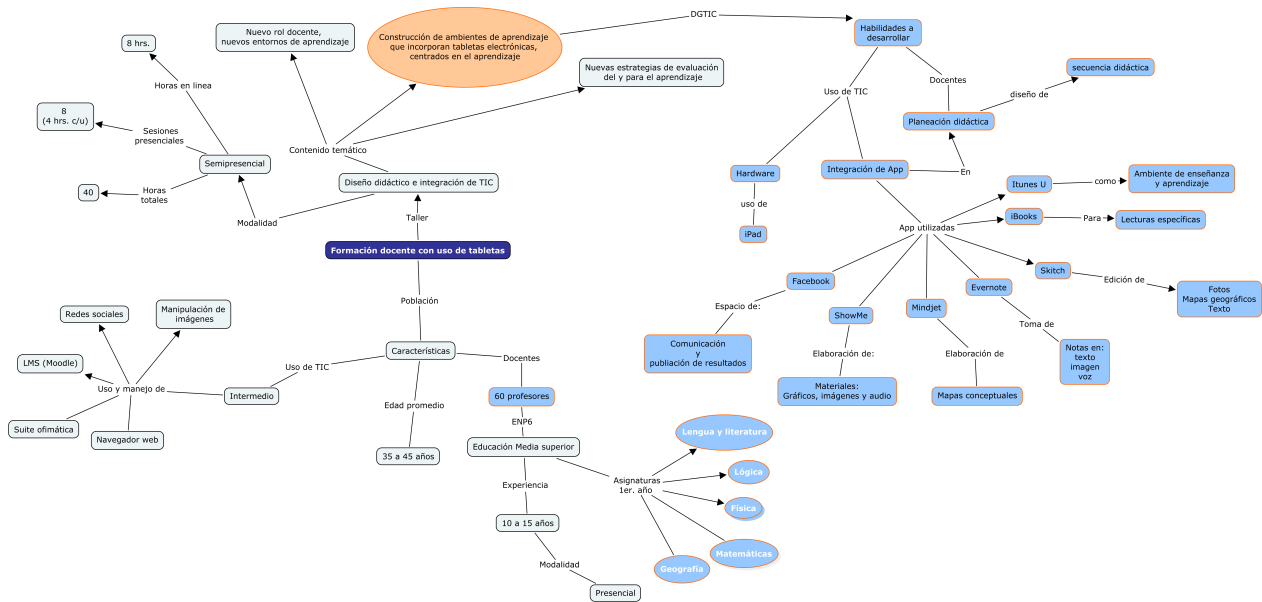 DGTIC
Nuevo rol docente,
nuevos entornos de aprendizaje
Construcción de ambientes de aprendizaje
que incorporan tabletas electrónicas,
centrados en el aprendizaje
Habilidades a
desarrollar
8 hrs.
Nuevas estrategias de evaluación
del y para el aprendizaje
secuencia didáctica
Horas en linea
Docentes
Uso de TIC
diseño de
8
(4 hrs. c/u)
Planeación didáctica
Sesiones
presenciales
Contenido temático
Semipresencial
Diseño didáctico e integración de TIC
Hardware
Integración de App
En
Itunes U
como
Ambiente de enseñanza
y aprendizaje
40
Horas
totales
uso de
iBooks
Para
Lecturas específicas
Modalidad
Taller
iPad
App utilizadas
Formación docente con uso de tabletas
Skitch
Edición de
Fotos
Mapas geográficos
Texto
Facebook
Evernote
Población
Espacio de:
ShowMe
Mindjet
Toma de
Redes sociales
Manipulación de
imágenes
Comunicación
y
publiación de resultados
Elaboración de:
Elaboración de
Notas en:
texto
imagen
voz
Características
Docentes
LMS (Moodle)
Uso de TIC
Uso y manejo de
Intermedio
60 profesores
Materiales:
Gráficos, imágenes y audio
Mapas conceptuales
Edad promedio
ENP6
Suite ofimática
Navegador web
Lengua y literatura
35 a 45 años
Educación Media superior
Lógica
Experiencia
Asignaturas
1er. año
Física
10 a 15 años
Matemáticas
Modalidad
Geografía
Presencial